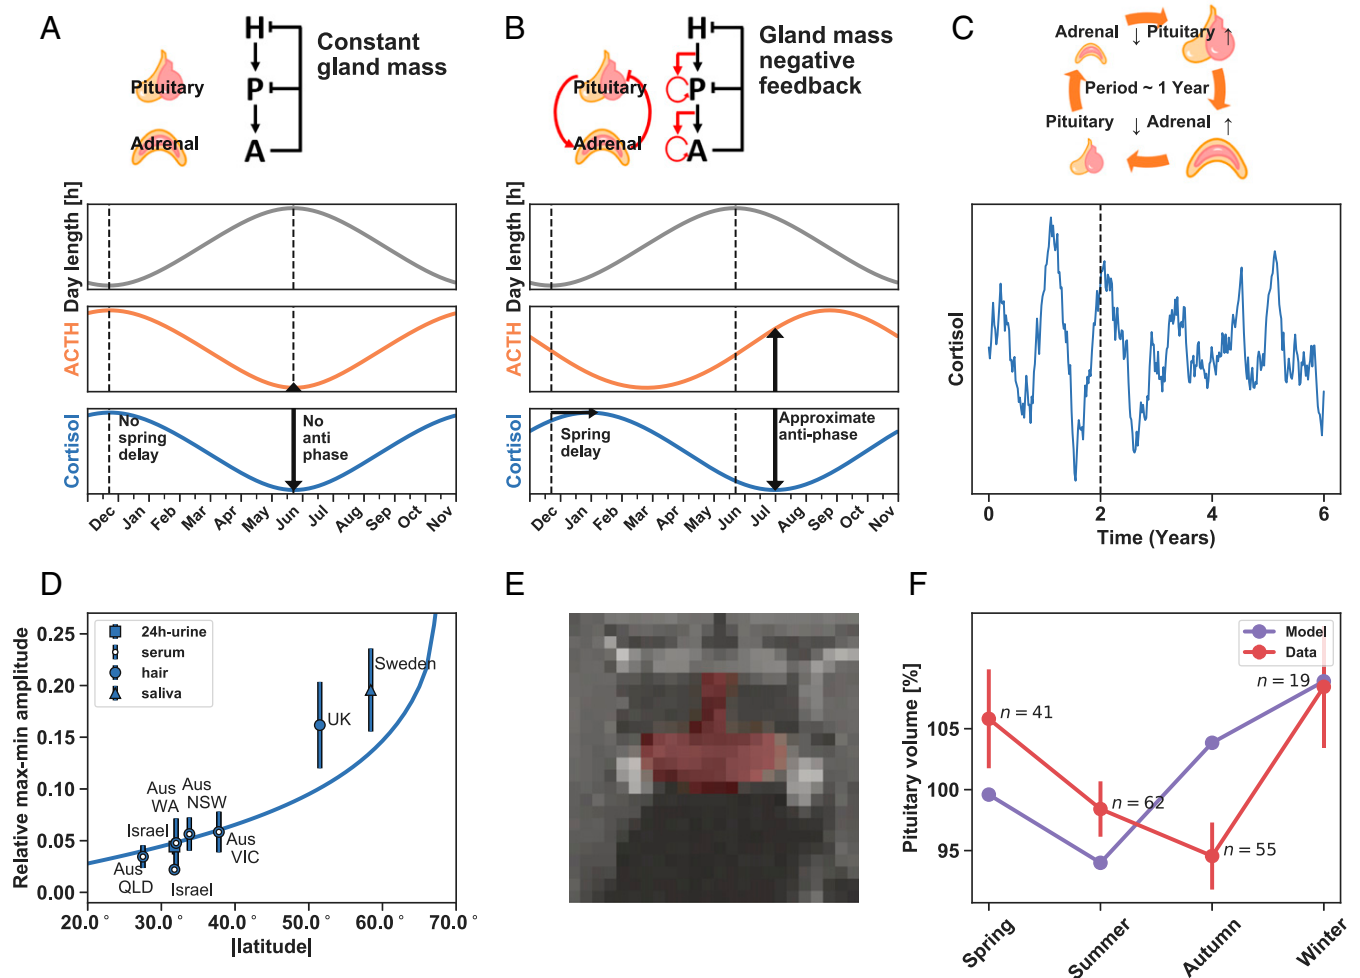 A
H
Constant
gland mass
Pituitary
P
Adrenal
A
Day length [h]
ACTH
Cortisol
No
spring
delay
No
anti
phase
Dec
Jan
Feb
Mar
Apr
May
Jun
Jul
Aug
Sep
Oct
Nov
B
H
Gland mass
negative
feedback
Pituitary
P
Adrenal
A
Day length [h]
ACTH
Cortisol
Spring
delay
Approximate
anti-phase
Dec
Jan
Feb
Mar
Apr
May
Jun
Jul
Aug
Sep
Oct
Nov
C
Adrenal ↓ Pituitary ↑
Period ~ 1 Year
Pituitary ↓ Adrenal ↑
Cortisol
0 2 4 6
Time (Years)
D
Relative max-min amplitude
0.25
0.20
0.15
0.10
0.05
0.00
24h-urine
serum
hair
saliva
Sweden
UK
Aus
WA
Aus
NSW
Israel
Aus
VIC
Aus
QLD
Israel
20.0° 30.0° 40.0° 50.0° 60.0° 70.0°
|latitude|
E
F
Pituitary volume [%]
105
100
95
Model
Data
n = 41
n = 62
n = 55
n = 19
Spring
Summer
Autumn
Winter